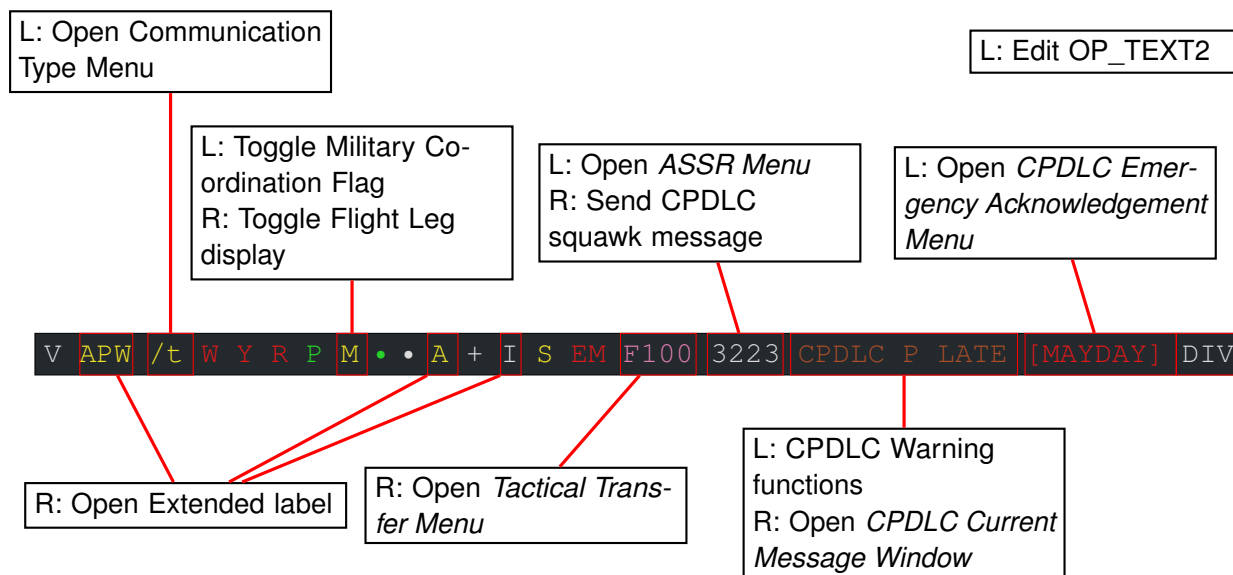 L: Open Communication
Type Menu
L: Edit OP_TEXT2
L: Toggle Military Co-
ordination Flag
R: Toggle Flight Leg
display
L: Open ASSR Menu
R: Send CPDLC
squawk message
L: Open CPDLC Emer-
gency Acknowledgement
Menu
V APW /t W Y R P M • • A + I S EM F100 3223 CPDLC P LATE [MAYDAY] DIV
R: Open Extended label
R: Open Tactical Trans-
fer Menu
L: CPDLC Warning
functions
R: Open CPDLC Current
Message Window